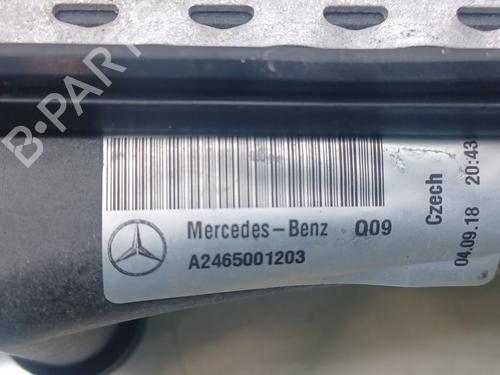 B-PARTS
Mercedes-Benz Q09
A2465001203
Czech
04.09.18 20:43